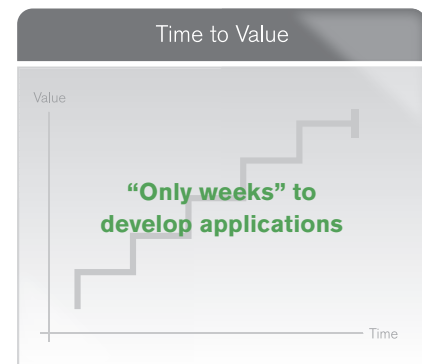 Time to Value
Value
“Only weeks” to
develop applications
Time